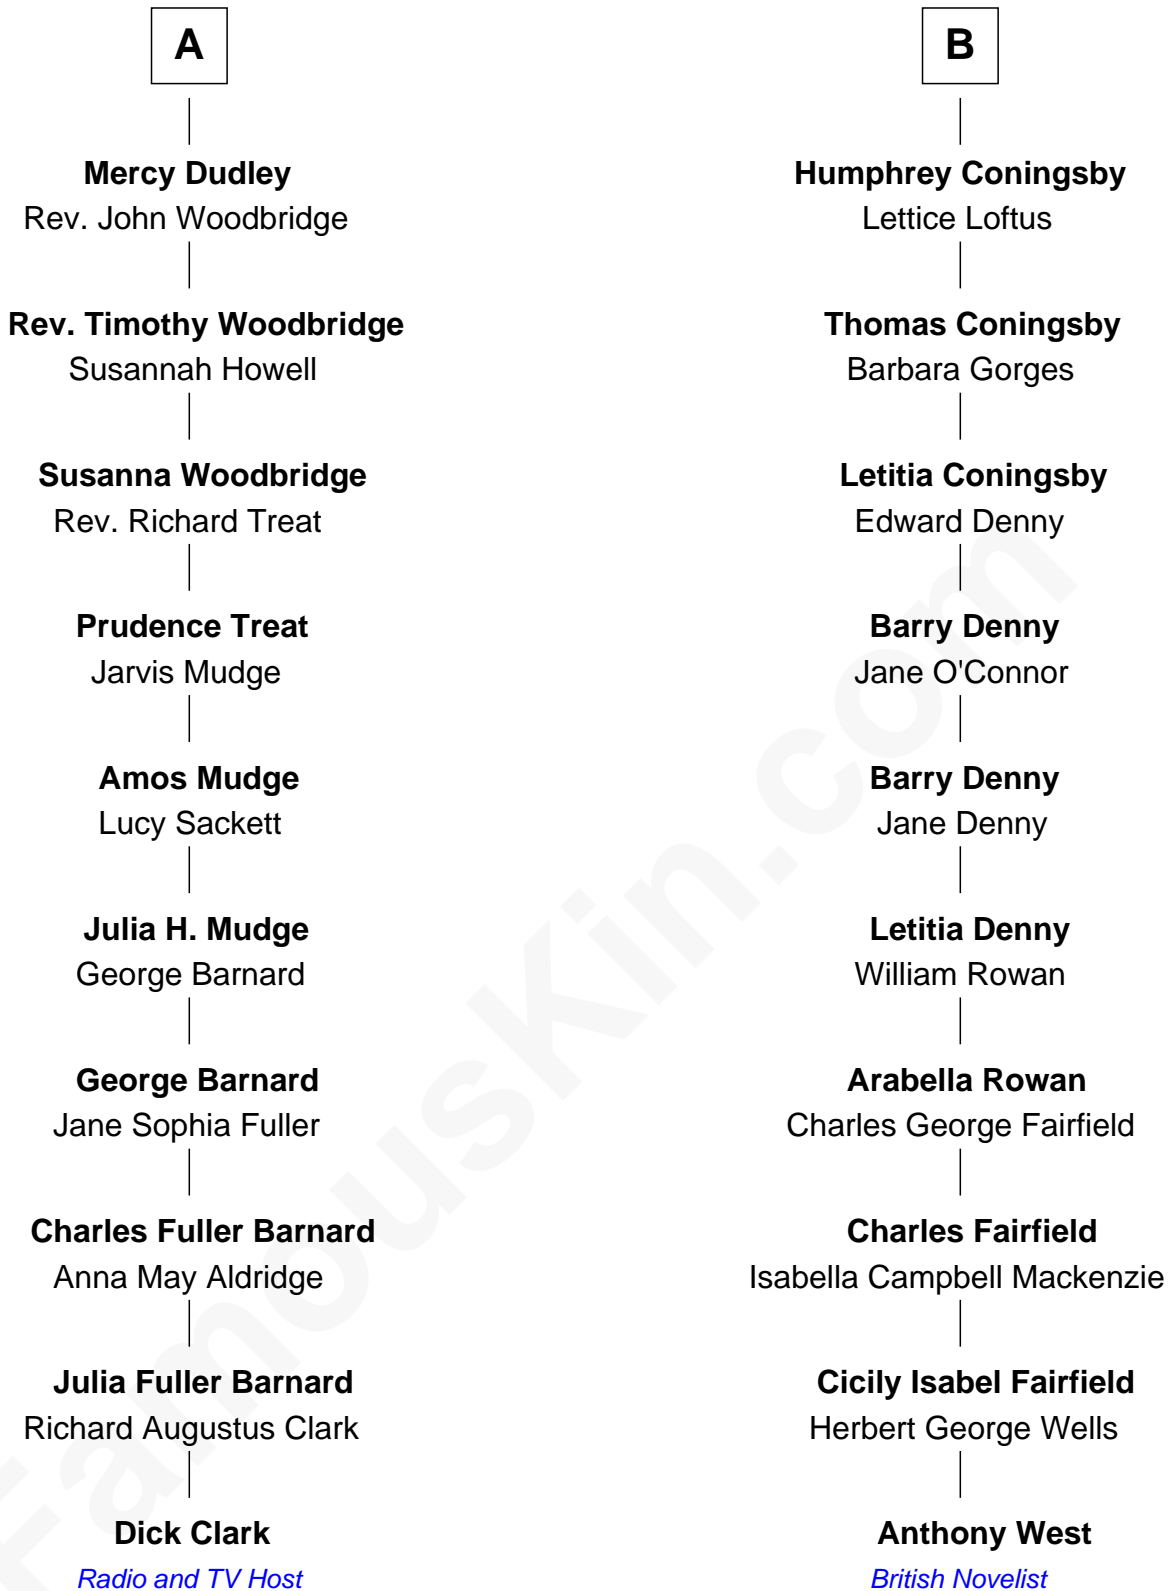 A
Mercy Dudley
Rev. John Woodbridge
Rev. Timothy Woodbridge
Susannah Howell
Susanna Woodbridge
Rev. Richard Treat
Prudence Treat
Jarvis Mudge
Amos Mudge
Lucy Sackett
Julia H. Mudge
George Barnard
George Barnard
Jane Sophia Fuller
Charles Fuller Barnard
Anna May Aldridge
Julia Fuller Barnard
Richard Augustus Clark
Dick Clark
Radio and TV Host
B
Humphrey Coningsby
Lettice Loftus
Thomas Coningsby
Barbara Gorges
Letitia Coningsby
Edward Denny
Barry Denny
Jane O'Connor
Barry Denny
Jane Denny
Letitia Denny
William Rowan
Arabella Rowan
Charles George Fairfield
Charles Fairfield
Isabella Campbell Mackenzie
Cicily Isabel Fairfield
Herbert George Wells
Anthony West
British Novelist
FamousKin.com